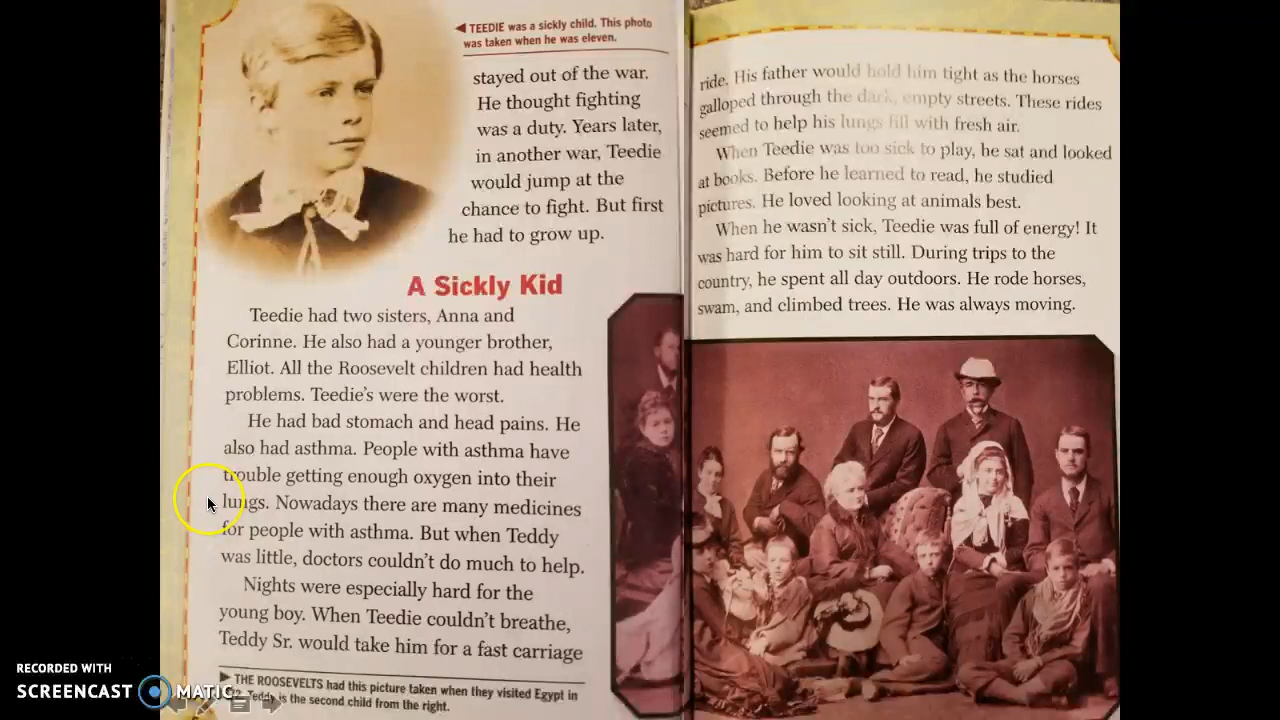 ◀ TEEDIE was a sickly child. This photo
was taken when he was eleven.
stayed out of the war.
He thought fighting
was a duty. Years later,
in another war, Teedie
would jump at the
chance to fight. But first
he had to grow up.
A Sickly Kid
Teedie had two sisters, Anna and
Corinne. He also had a younger brother,
Elliot. All the Roosevelt children had health
problems. Teedie's were the worst.
He had bad stomach and head pains. He
also had asthma. People with asthma have
trouble getting enough oxygen into their
lungs. Nowadays there are many medicines
for people with asthma. But when Teddy
was little, doctors couldn't do much to help.
Nights were especially hard for the
young boy. When Teedie couldn't breathe,
Teddy Sr. would take him for a fast carriage
▶ THE ROOSEVELTS had this picture taken when they visited Egypt in
Teddy is the second child from the right.
ride. His father would hold him tight as the horses
galloped through the dark, empty streets. These rides
seemed to help his lungs fill with fresh air.
When Teedie was too sick to play, he sat and looked
at books. Before he learned to read, he studied
pictures. He loved looking at animals best.
When he wasn't sick, Teedie was full of energy! It
was hard for him to sit still. During trips to the
country, he spent all day outdoors. He rode horses,
swam, and climbed trees. He was always moving.
RECORDED WITH
SCREENCAST MATIC